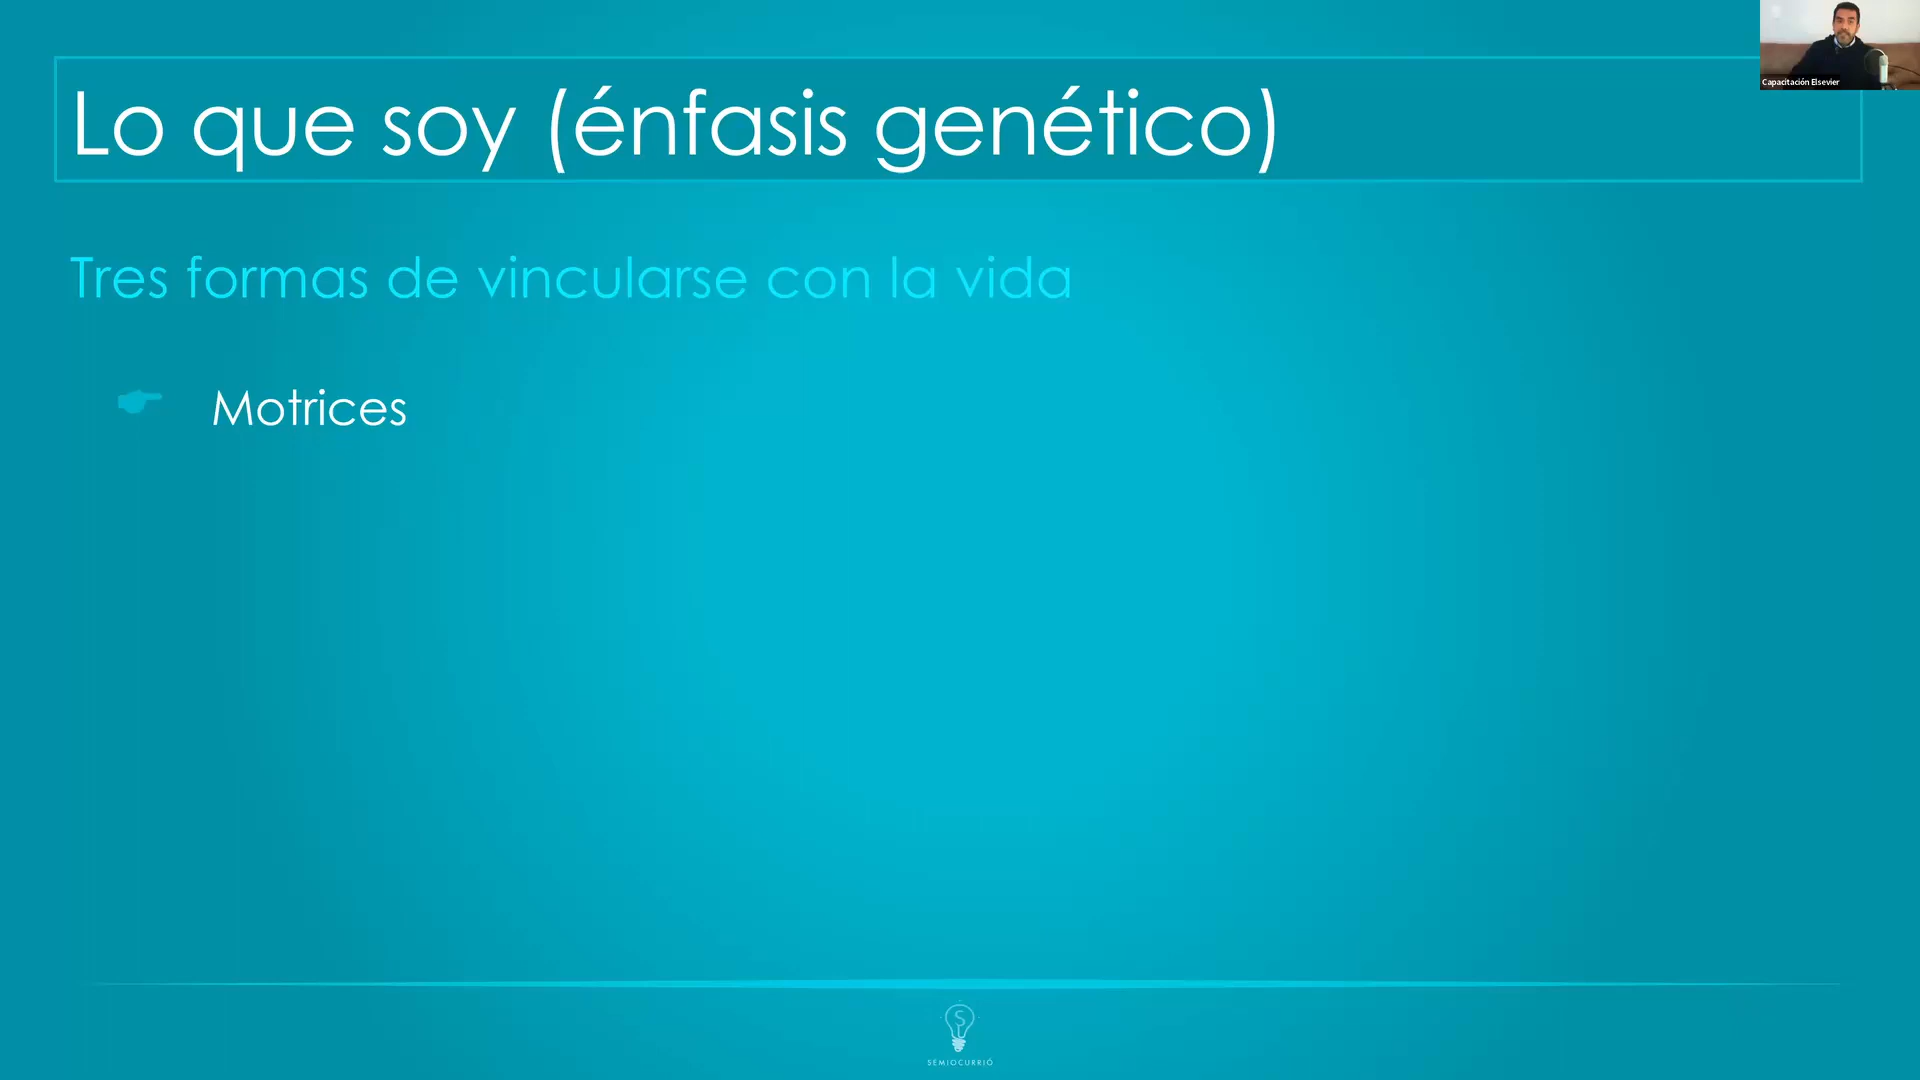 Capacitación Elsevier
Lo que soy (énfasis genético)
Tres formas de vincularse con la vida
Motrices
S
SEMIOCURRIÓ